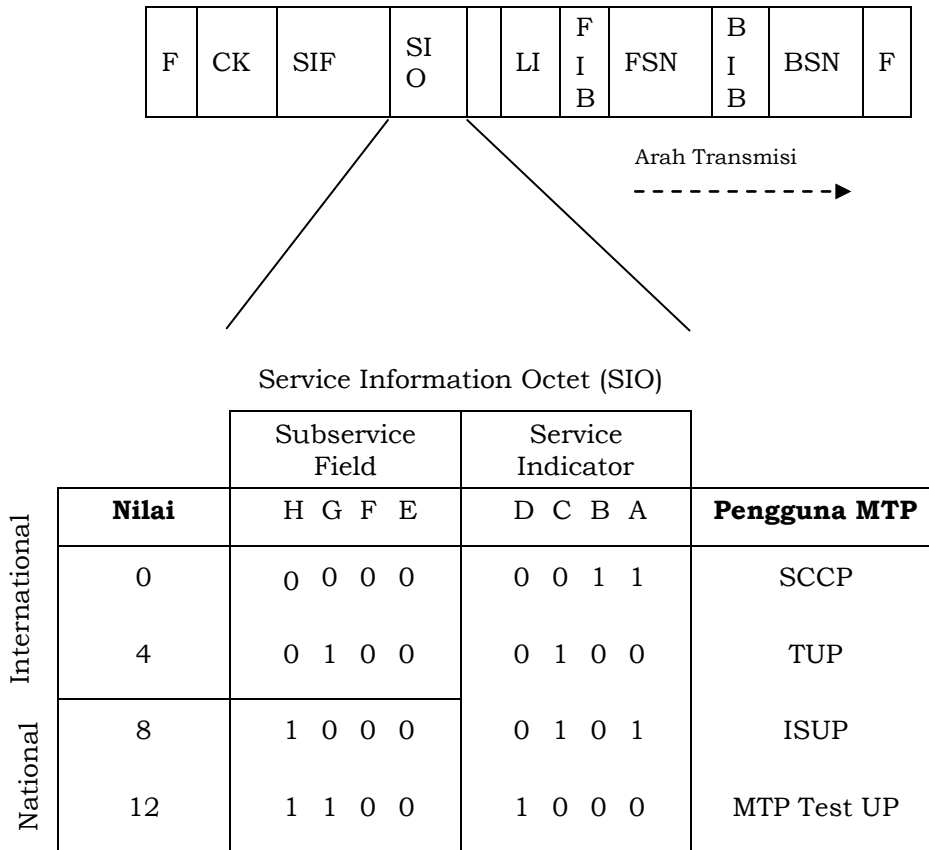 F CK SIF SI O LI F I B FSN B I B BSN F
Arah Transmisi
Service Information Octet (SIO)
Subservice Field Service Indicator
Nilai H G F E D C B A Pengguna MTP
International
0 0 0 0 0 0 0 1 1 SCCP
4 0 1 0 0 0 1 0 0 TUP
National
8 1 0 0 0 0 1 0 1 ISUP
12 1 1 0 0 1 0 0 0 MTP Test UP